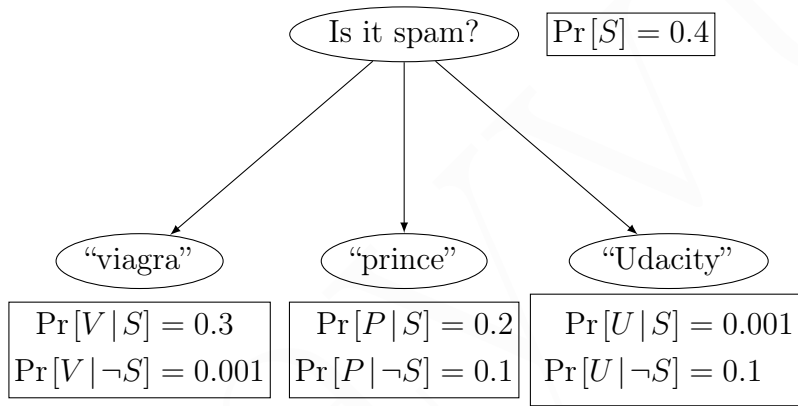 Is it spam?
Pr[S] = 0.4
“viagra”
“prince”
“Udacity”
Pr[V | S] = 0.3
Pr[V | ¬S] = 0.001
Pr[P | S] = 0.2
Pr[P | ¬S] = 0.1
Pr[U | S] = 0.001
Pr[U | ¬S] = 0.1